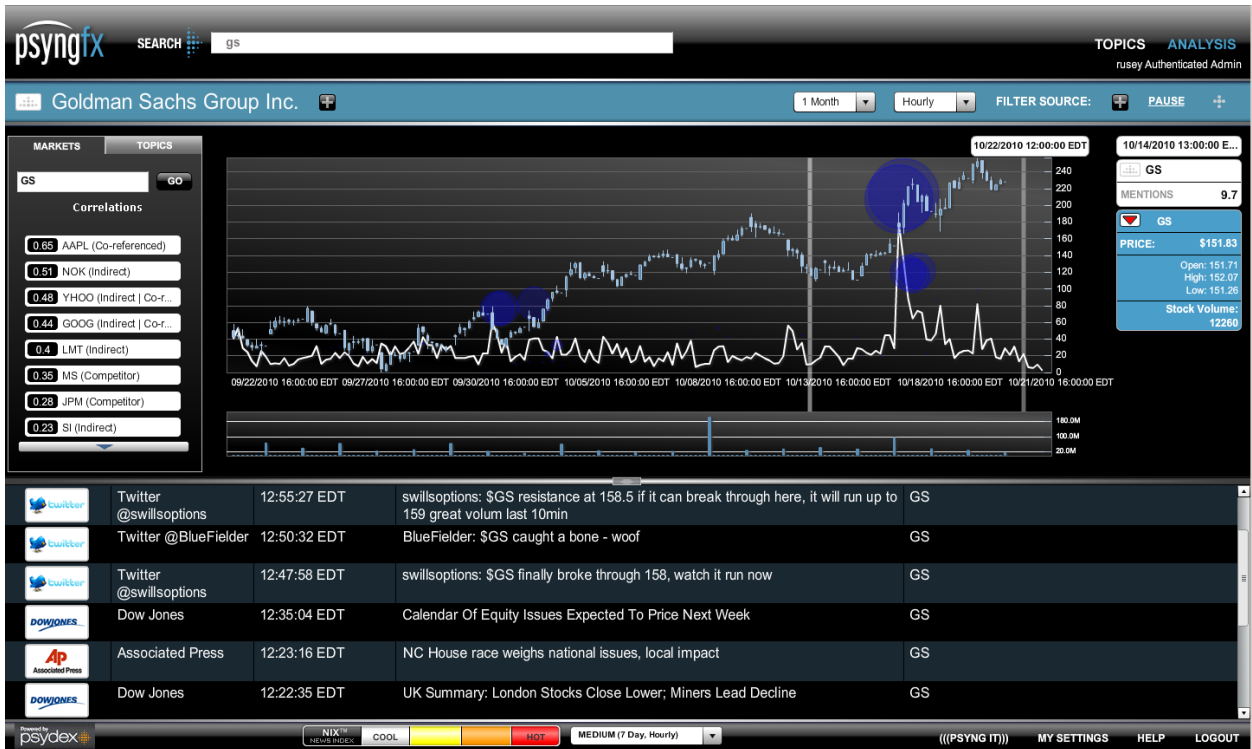 psyngfx
SEARCH
gs
TOPICS ANALYSIS
rusey Authenticated Admin
Goldman Sachs Group Inc.
1 Month
Hourly
FILTER SOURCE:
PAUSE
MARKETS
TOPICS
GS
GO
Correlations
0.65 AAPL (Co-referenced)
0.51 NOK (Indirect)
0.48 YHOO (Indirect | Co-r...
0.44 GOOG (Indirect | Co-r...
0.4 LMT (Indirect)
0.35 MS (Competitor)
0.28 JPM (Competitor)
0.23 SI (Indirect)
10/22/2010 12:00:00 EDT
240
220
200
180
160
140
120
100
80
60
40
20
0
09/22/2010 16:00:00 EDT 09/27/2010 16:00:00 EDT 09/30/2010 16:00:00 EDT 10/05/2010 16:00:00 EDT 10/08/2010 16:00:00 EDT 10/13/2010 16:00:00 EDT 10/18/2010 16:00:00 EDT 10/21/2010 16:00:00 EDT
180.0M
100.0M
20.0M
10/14/2010 13:00:00 E...
GS
MENTIONS 9.7
GS
PRICE: $151.83
Open: 151.71
High: 152.07
Low: 151.26
Stock Volume:
12260
twitter
Twitter
@swillsoptions
12:55:27 EDT
swillsoptions: $GS resistance at 158.5 if it can break through here, it will run up to
159 great volum last 10min
GS
twitter
Twitter @BlueFielder
12:50:32 EDT
BlueFielder: $GS caught a bone - woof
GS
twitter
Twitter
@swillsoptions
12:47:58 EDT
swillsoptions: $GS finally broke through 158, watch it run now
GS
DOWJONES
Dow Jones
12:35:04 EDT
Calendar Of Equity Issues Expected To Price Next Week
GS
AP
Associated Press
Associated Press
12:23:16 EDT
NC House race weighs national issues, local impact
GS
DOWJONES
Dow Jones
12:22:35 EDT
UK Summary: London Stocks Close Lower; Miners Lead Decline
GS
Powered by
psydex
NIX™
NEWS INDEX
COOL
HOT
MEDIUM (7 Day, Hourly)
(((PSYNG IT)))
MY SETTINGS
HELP
LOGOUT